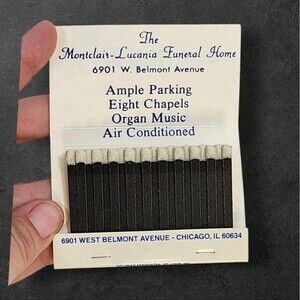 The
Montclair-Lucania Funeral Home
6901 W. Belmont Avenue
Ample Parking
Eight Chapels
Organ Music
Air Conditioned
6901 WEST BELMONT AVENUE - CHICAGO, IL 60634